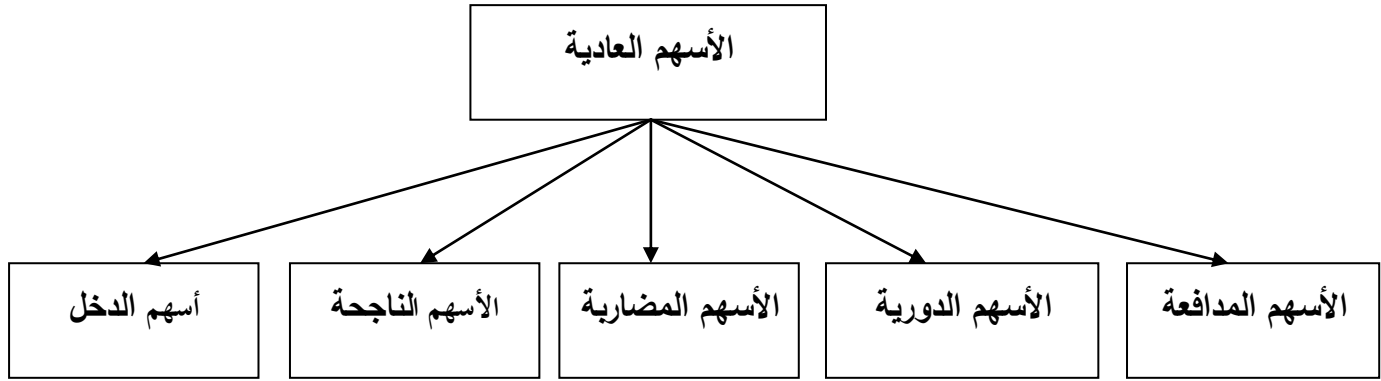 الأسهم العادية
الأسهم المدافعة
الأسهم الدورية
الأسهم المضاربة
الأسهم الناجحة
أسهم الدخل